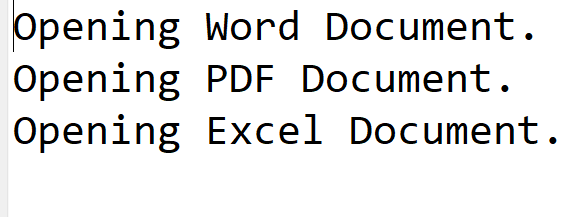 Opening Word Document.
Opening PDF Document.
Opening Excel Document.